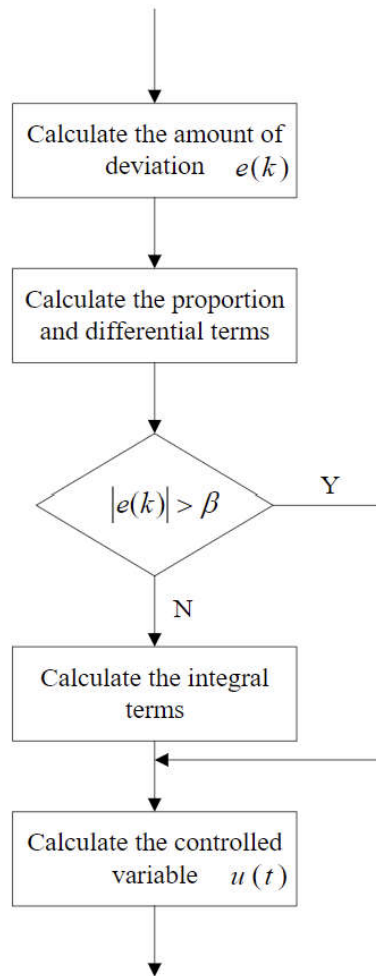 Calculate the amount of
deviation e(k)
Calculate the proportion
and differential terms
|e(k)| > β
Y
N
Calculate the integral
terms
Calculate the controlled
variable u(t)